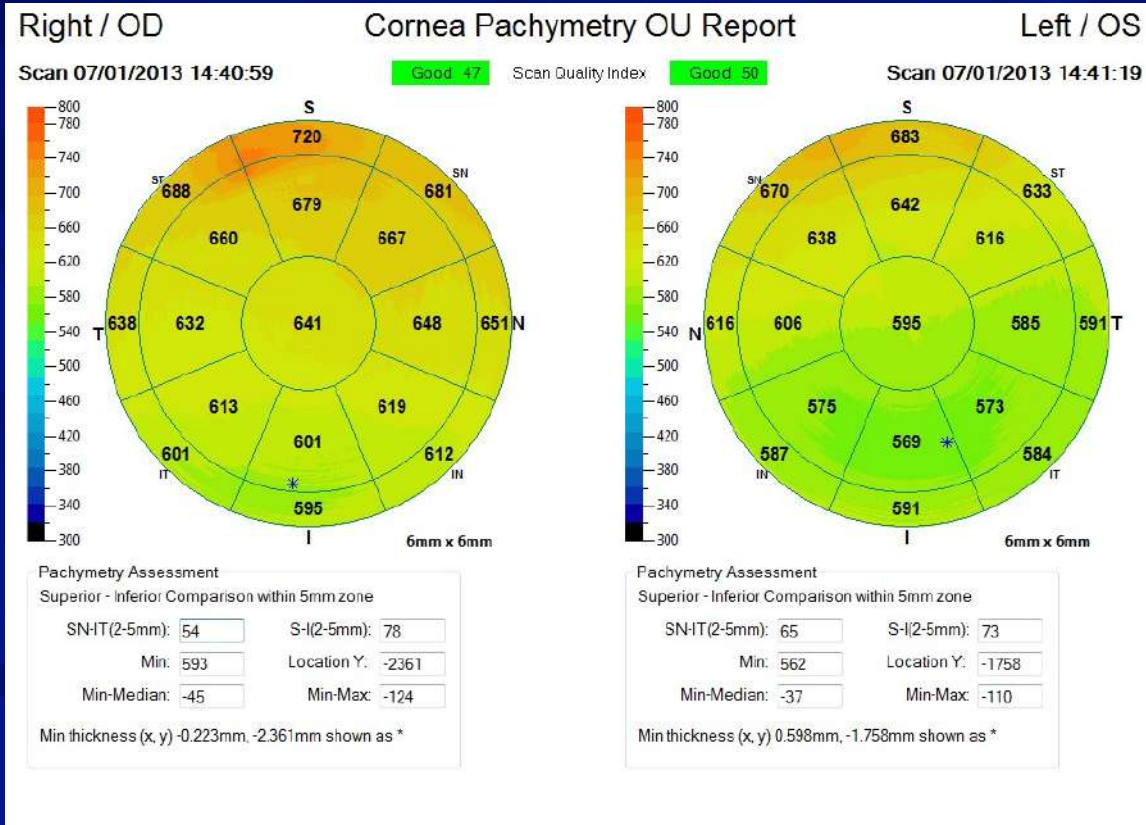 Right / OD Cornea Pachymetry OU Report Left / OS
Scan 07/01/2013 14:40:59 Good 47 Scan Quality Index Good 50 Scan 07/01/2013 14:41:19
800
780
740
700
660
620
580
540
500
460
420
380
340
300
S
720
ST 688 SN 681
679
660 667
T 638 632 641 648 651 N
613 619
601
601 IT 612 IN
595
I
6mm x 6mm
800
780
740
700
660
620
580
540
500
460
420
380
340
300
S
683
SN 670 ST 633
642
638 616
N 616 606 595 585 591 T
575 573
569
587 IN 584 IT
591
I
6mm x 6mm
Pachymetry Assessment
Superior - Inferior Comparison within 5mm zone
SN-IT(2-5mm): 54 S-I(2-5mm): 78
Min: 593 Location Y: -2361
Min-Median: -45 Min-Max: -124
Min thickness (x, y) -0.223mm, -2.361mm shown as *
Pachymetry Assessment
Superior - Inferior Comparison within 5mm zone
SN-IT(2-5mm): 65 S-I(2-5mm): 73
Min: 562 Location Y: -1758
Min-Median: -37 Min-Max: -110
Min thickness (x, y) 0.598mm, -1.758mm shown as *